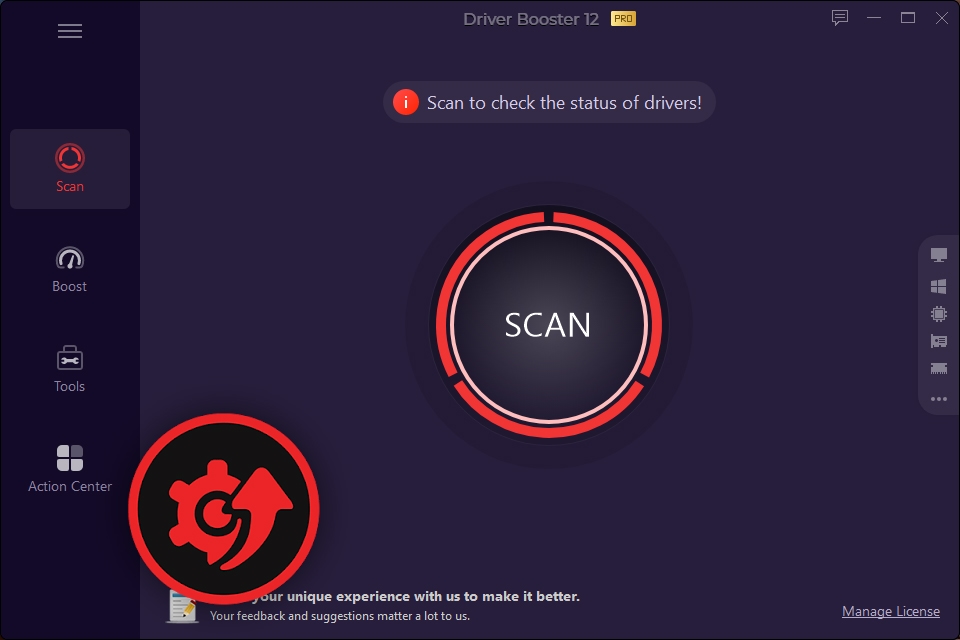 Driver Booster 12 PRO
Scan to check the status of drivers!
Scan
Boost
Tools
Action Center
SCAN
your unique experience with us to make it better.
Your feedback and suggestions matter a lot to us.
Manage License